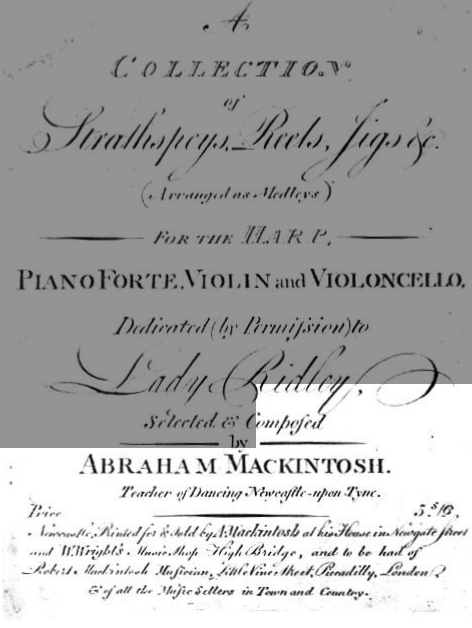 A
COLLECTION
of
Strathspeys, Reels, Jigs &c.
(Arranged as Medleys)
FOR THE HARP,
PIANO FORTE, VIOLIN and VIOLONCELLO,
Dedicated (by Permiſsion) to
Lady Ridley,
Selected & Compoſed
by
ABRAHAM MACKINTOSH.
Teacher of Dancing Newcaſtle-upon Tyne.
Price 5.s/6.
Newcaſtle, Printed for & Sold by A. Mackintosh at his House in Newgate Street
and W. Wright's Music Shop High Bridge, and to be had of
Robert Mackintosh Musician, Little Vine Street, Piccadilly, London,
& of all the Muſic Sellers in Town and Country.